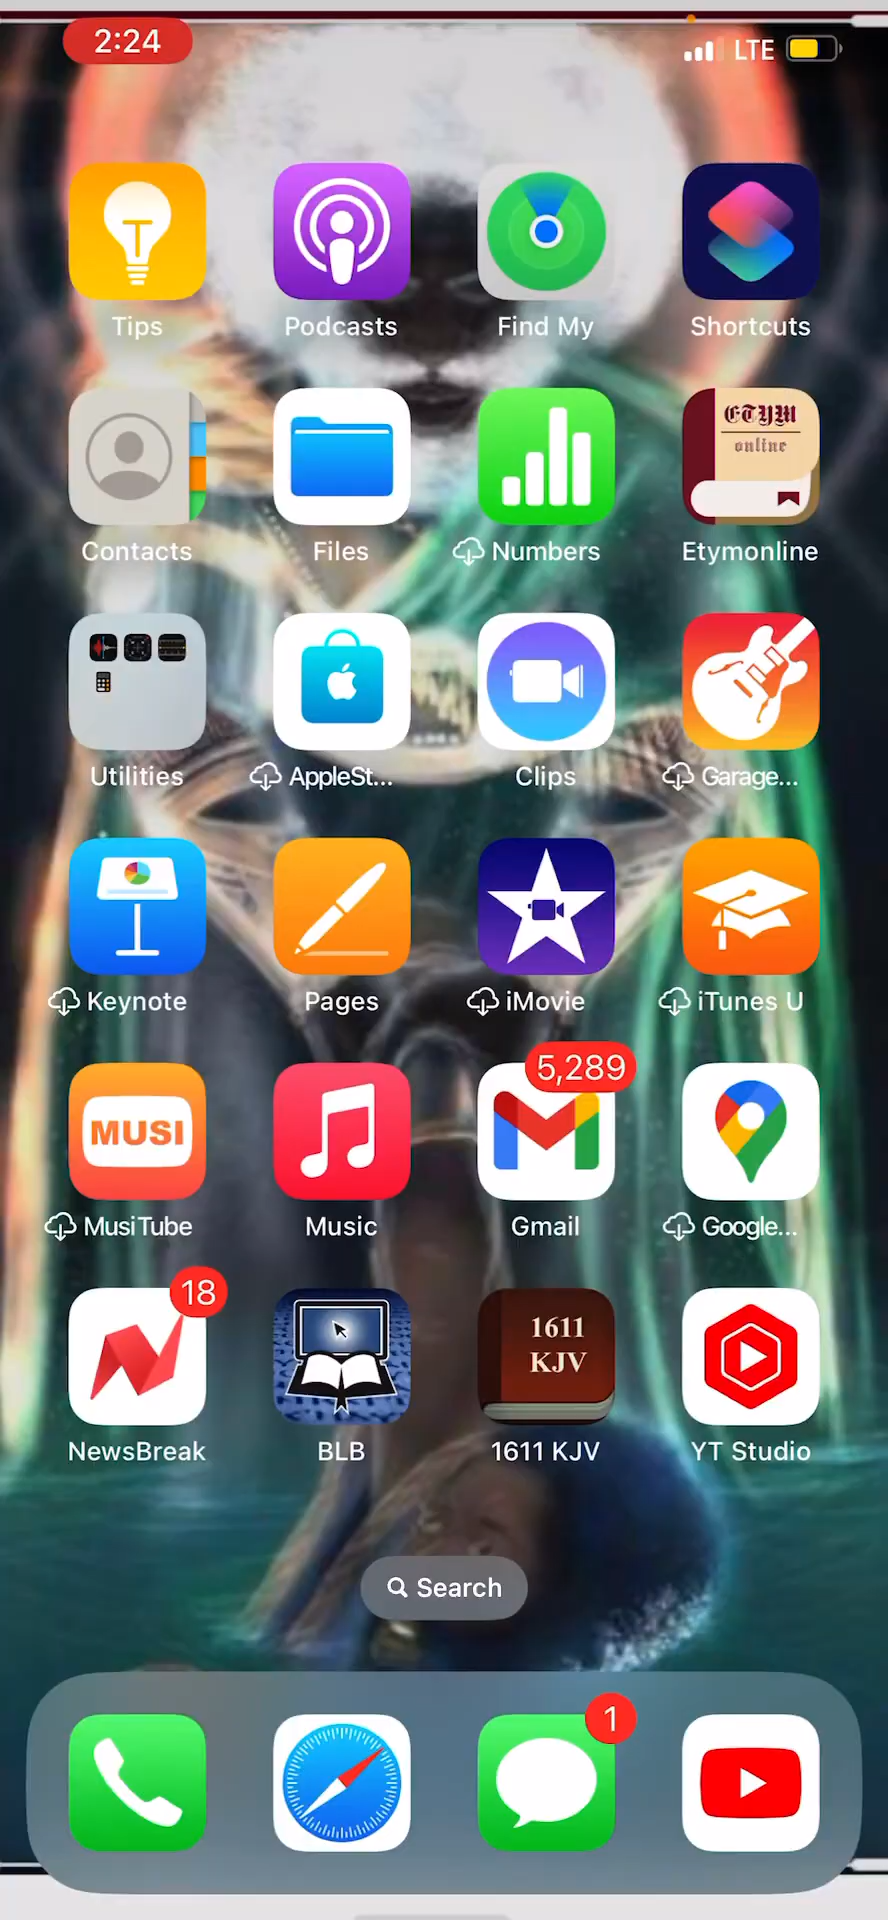 2:24 LTE
Tips Podcasts Find My Shortcuts
ETYM
online
Contacts Files Numbers Etymonline
Utilities AppleSt... Clips Garage...
Keynote Pages iMovie iTunes U
5,289
MUSI
MusiTube Music Gmail Google...
18
1611
KJV
NewsBreak BLB 1611 KJV YT Studio
Search
1